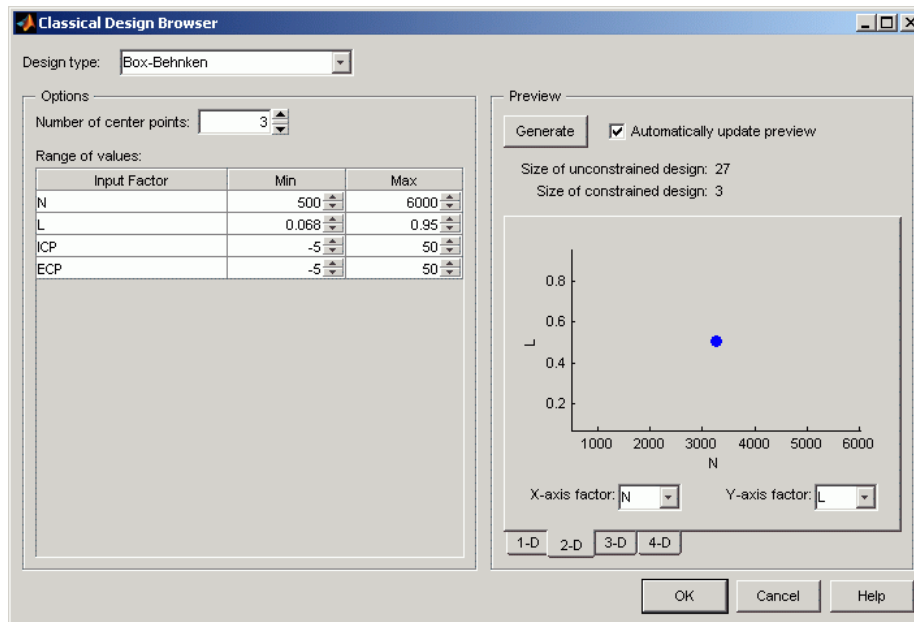 Classical Design Browser
Design type: Box-Behnken
Options
Number of center points: 3
Range of values:
Input Factor Min Max
N 500 6000
L 0.068 0.95
ICP -5 50
ECP -5 50
Preview
Generate Automatically update preview
Size of unconstrained design: 27
Size of constrained design: 3
0.8
0.6
0.4
0.2
L
1000 2000 3000 4000 5000 6000
N
X-axis factor: N Y-axis factor: L
1-D 2-D 3-D 4-D
OK Cancel Help